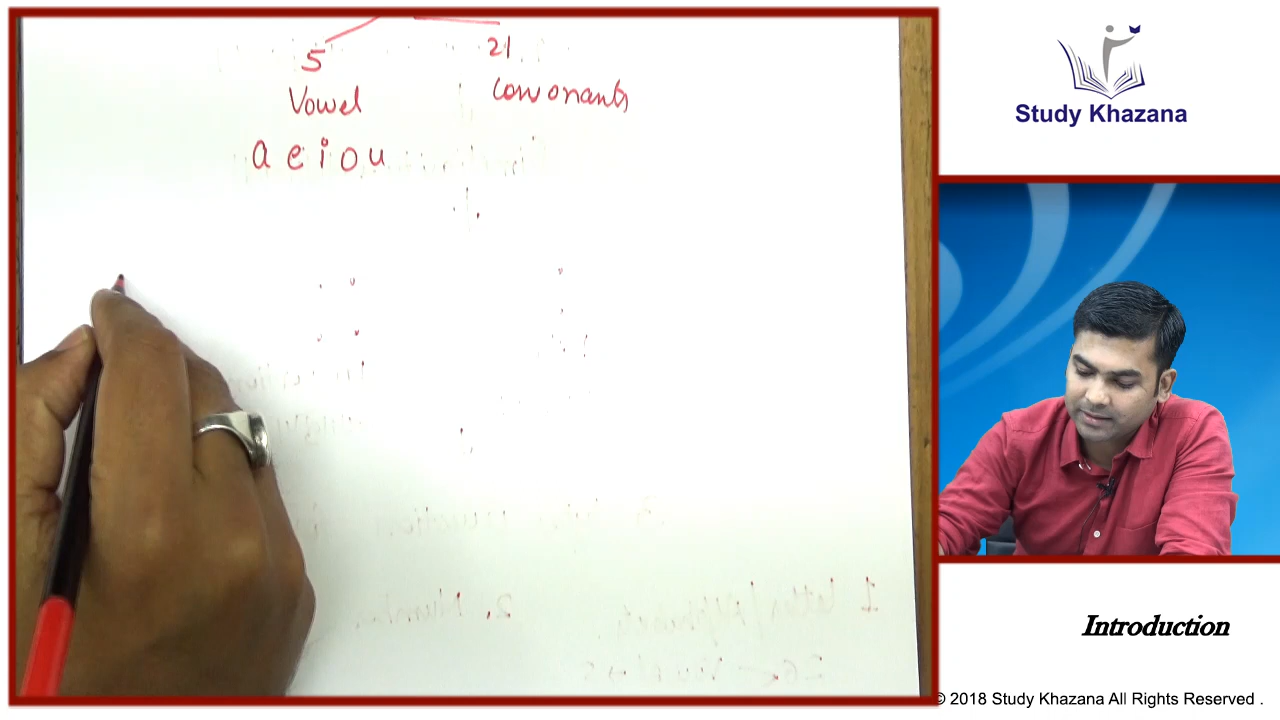 5 21
Vowel Consonants
a e i o u
Study Khazana
Introduction
© 2018 Study Khazana All Rights Reserved .